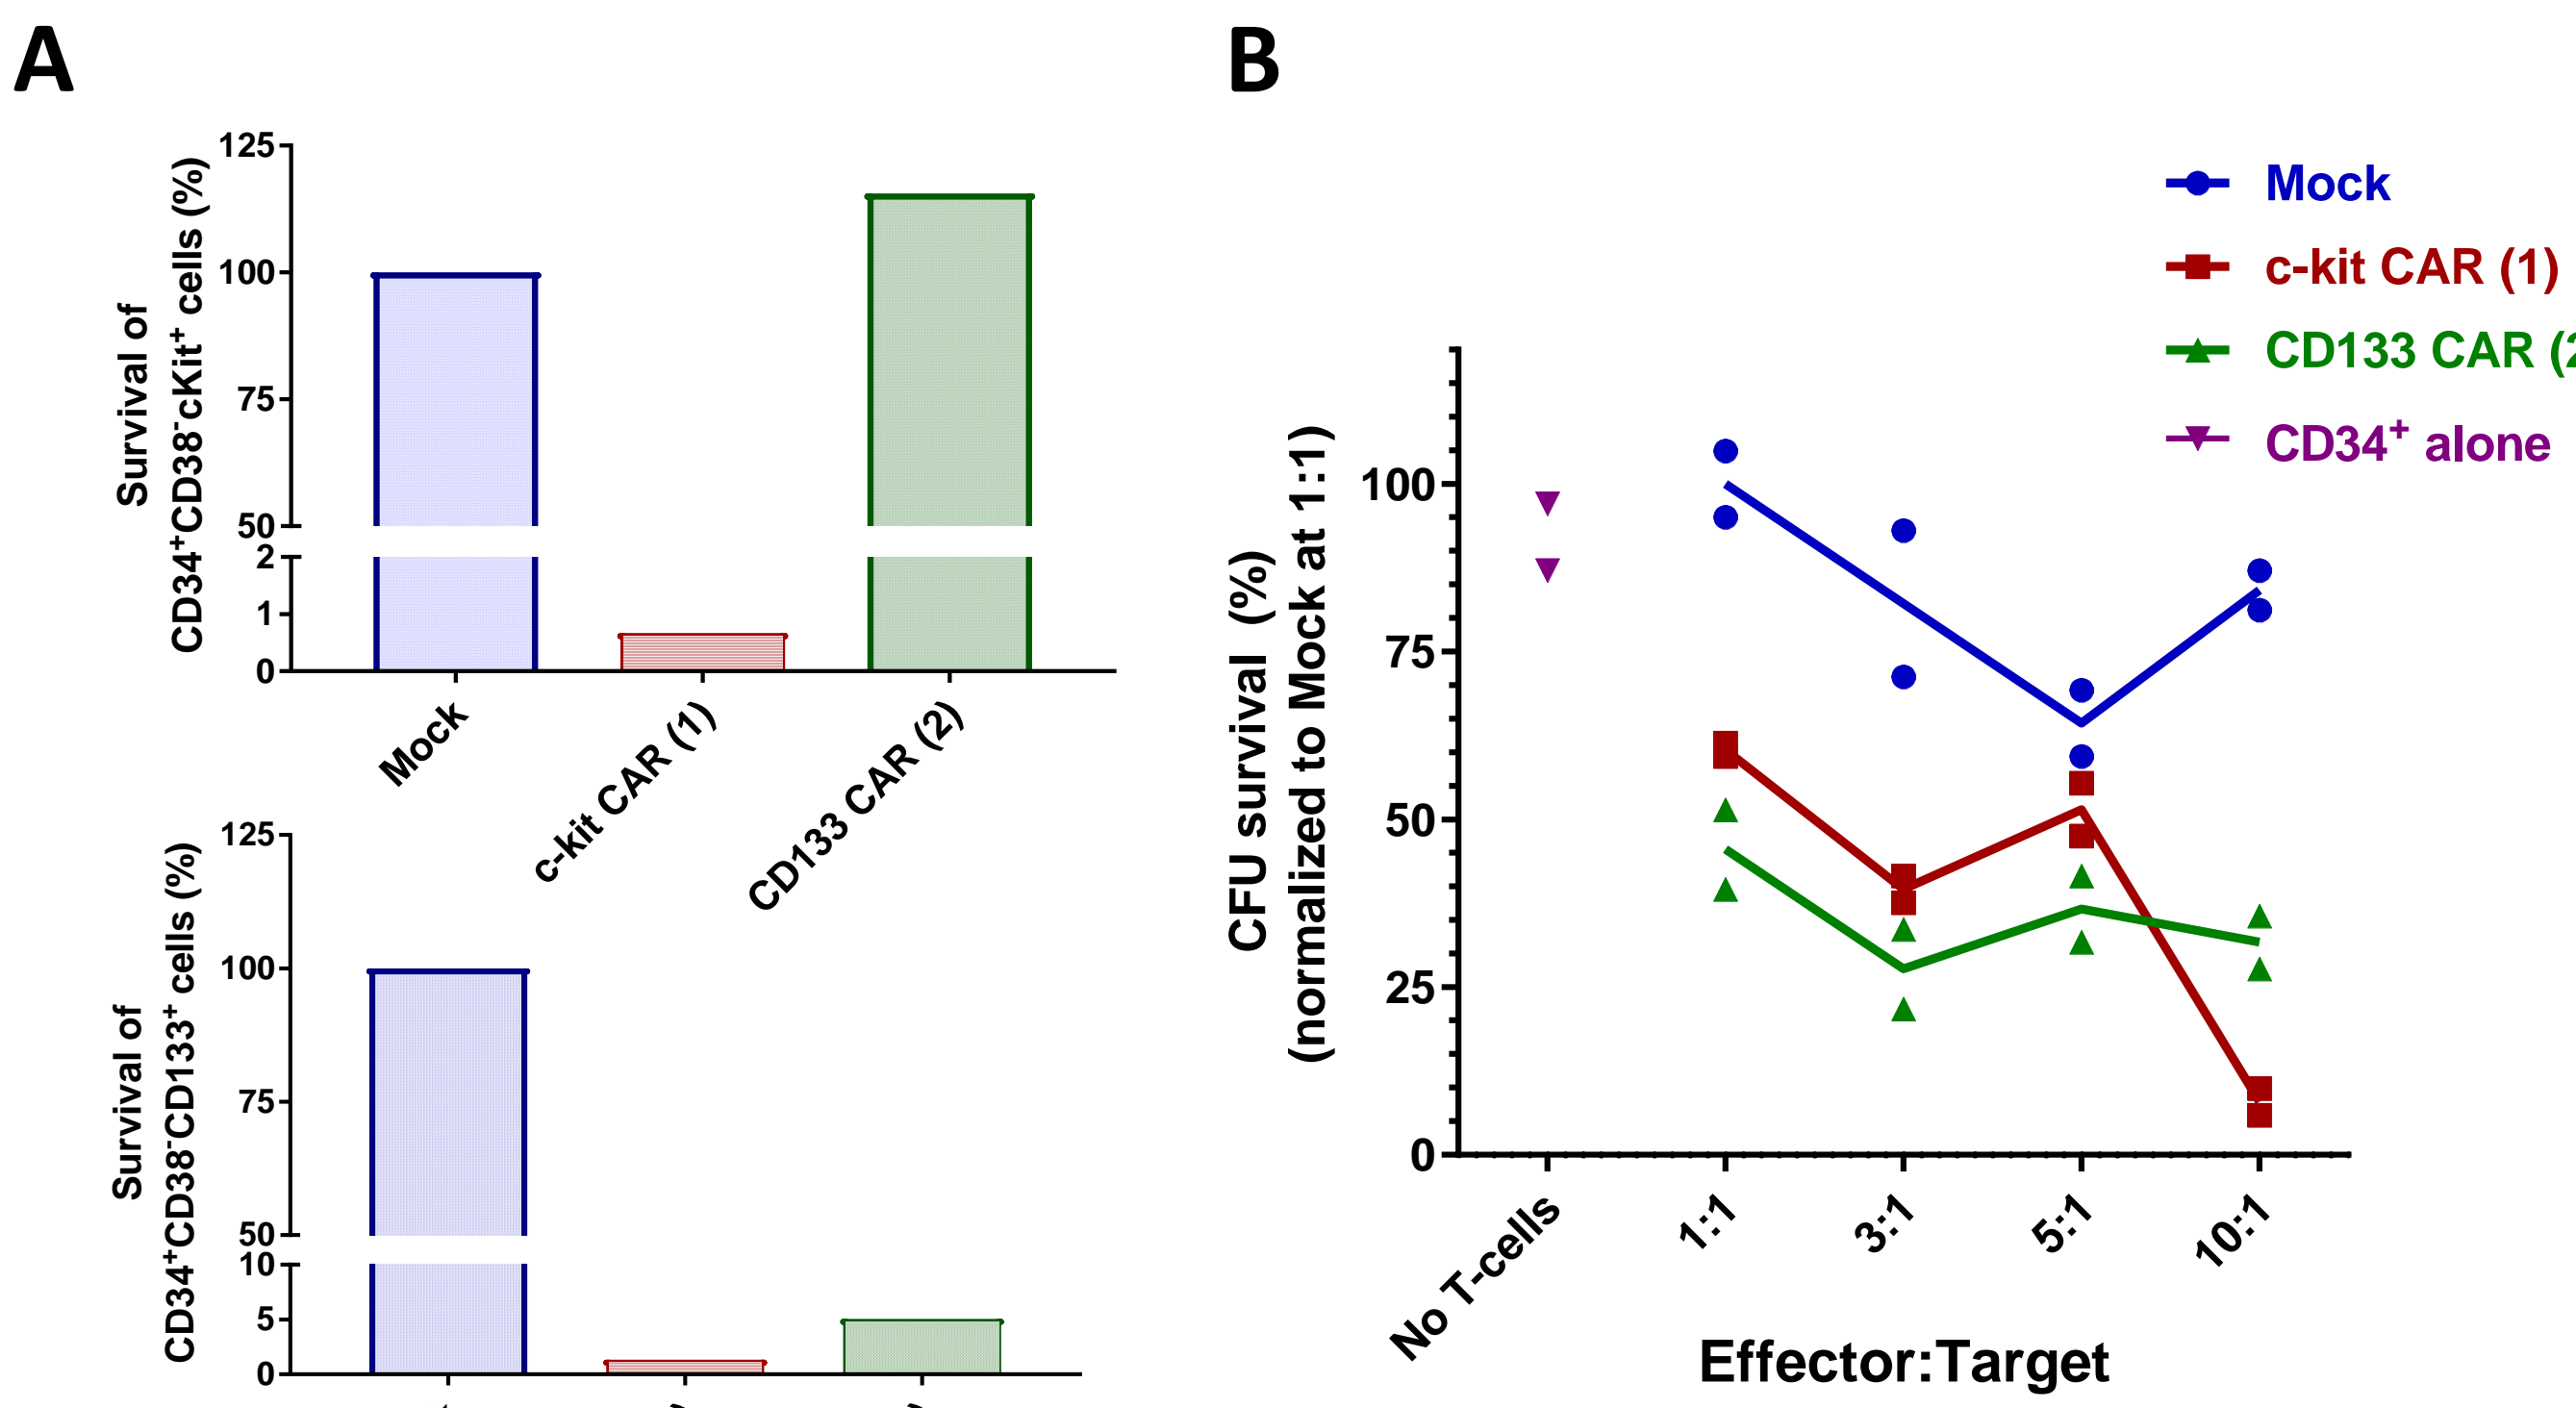 A
Survival of
CD34+CD38-cKit+ cells (%)
125
100
75
50
2
1
0
Mock
c-kit CAR (1)
CD133 CAR (2)
Survival of
CD34+CD38-CD133+ cells (%)
125
100
75
50
10
5
0
B
Mock
c-kit CAR (1)
CD133 CAR (2
CD34+ alone
CFU survival (%)
(normalized to Mock at 1:1)
100
75
50
25
0
No T-cells
1:1
3:1
5:1
10:1
Effector:Target